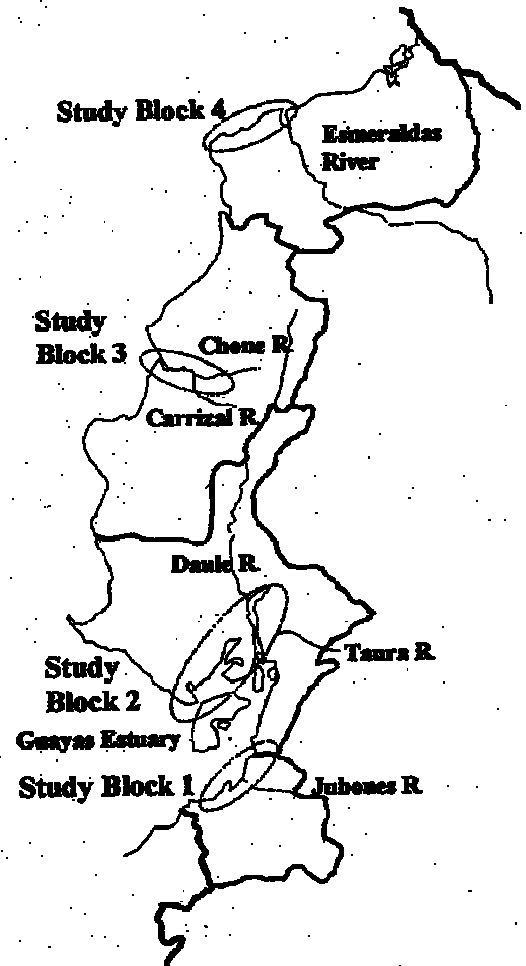 Study Block 4
Esmeraldas
River
Study
Block 3
Chone R.
Carrizal R.
Daule R.
Taura R.
Study
Block 2
Guayas Estuary
Study Block 1
Jubones R.